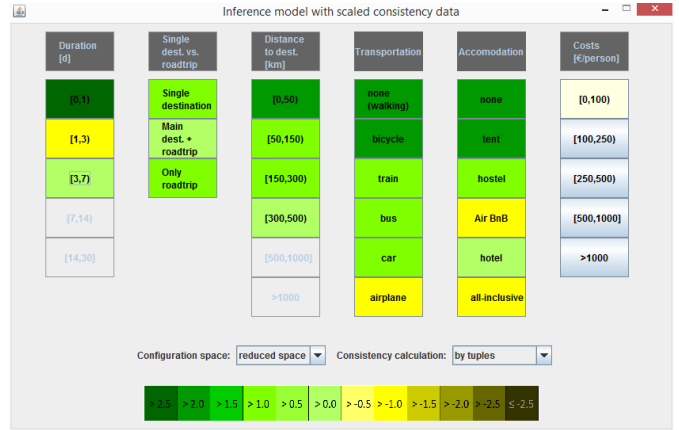 Inference model with scaled consistency data
Duration
[d]
Single
dest. vs.
roadtrip
Distance
to dest.
[km]
Transportation
Accomodation
Costs
[€/person]
[0,1)
Single
destination
[0,50)
none
(walking)
none
[0,100)
[1,3)
Main
dest. +
roadtrip
[50,150)
bicycle
tent
[100,250)
[3,7)
Only
roadtrip
[150,300)
train
hostel
[250,500)
[7,14)
[300,500)
bus
Air BnB
[500,1000]
[14,30]
[500,1000]
car
hotel
>1000
>1000
airplane
all-inclusive
Configuration space: reduced space Consistency calculation: by tuples
> 2.5 > 2.0 > 1.5 > 1.0 > 0.5 > 0.0 > -0.5 > -1.0 > -1.5 > -2.0 > -2.5 ≤ -2.5